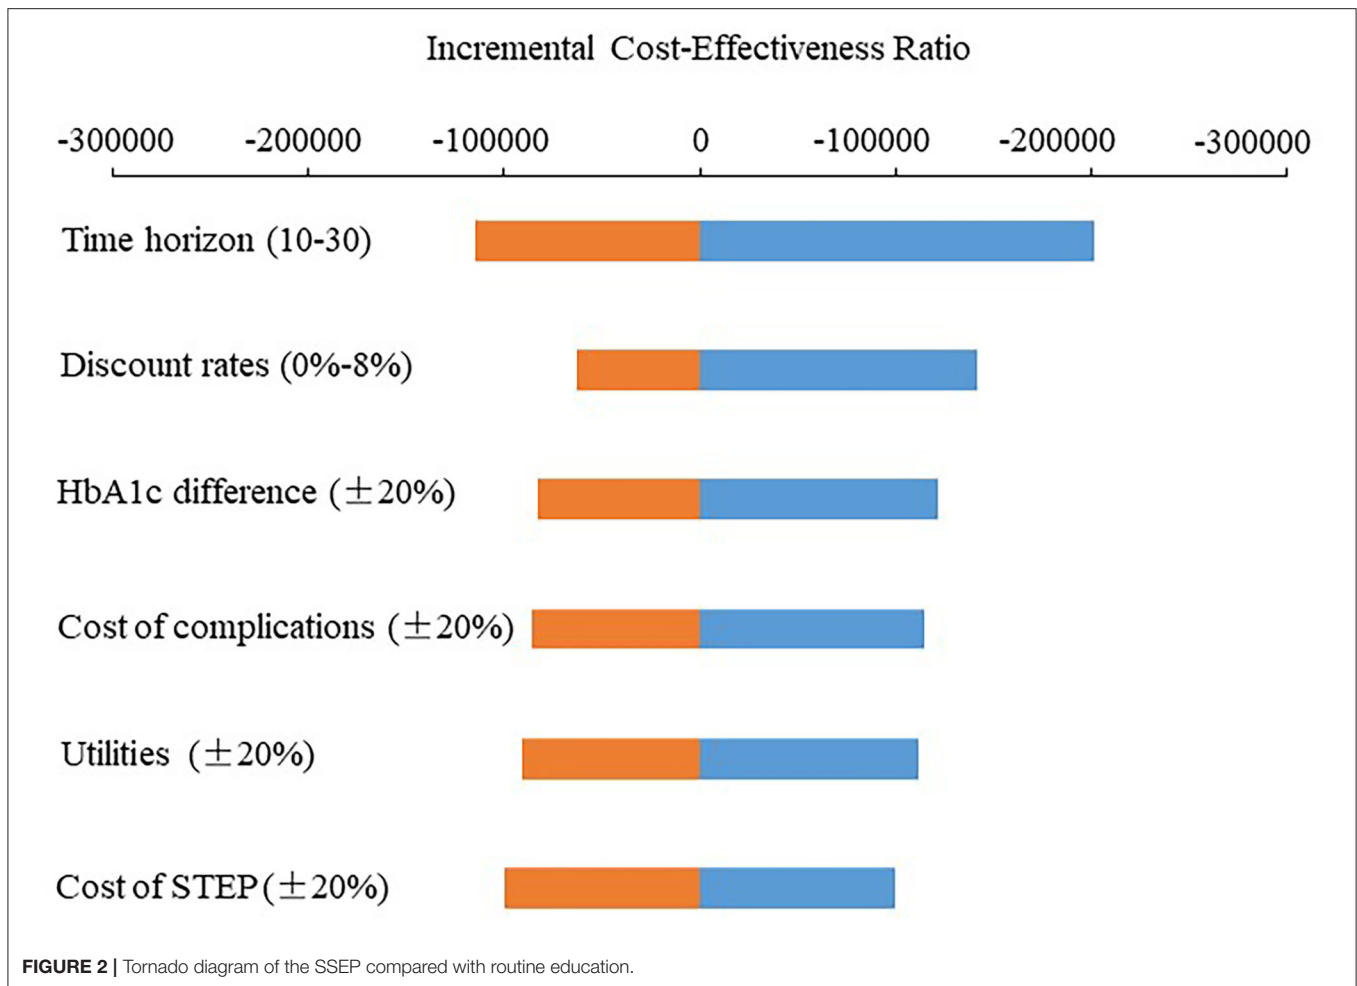 Incremental Cost-Effectiveness Ratio
-300000 -200000 -100000 0 -100000 -200000 -300000
Time horizon (10-30)
Discount rates (0%-8%)
HbA1c difference (±20%)
Cost of complications (±20%)
Utilities (±20%)
Cost of STEP (±20%)
FIGURE 2 | Tornado diagram of the SSEP compared with routine education.